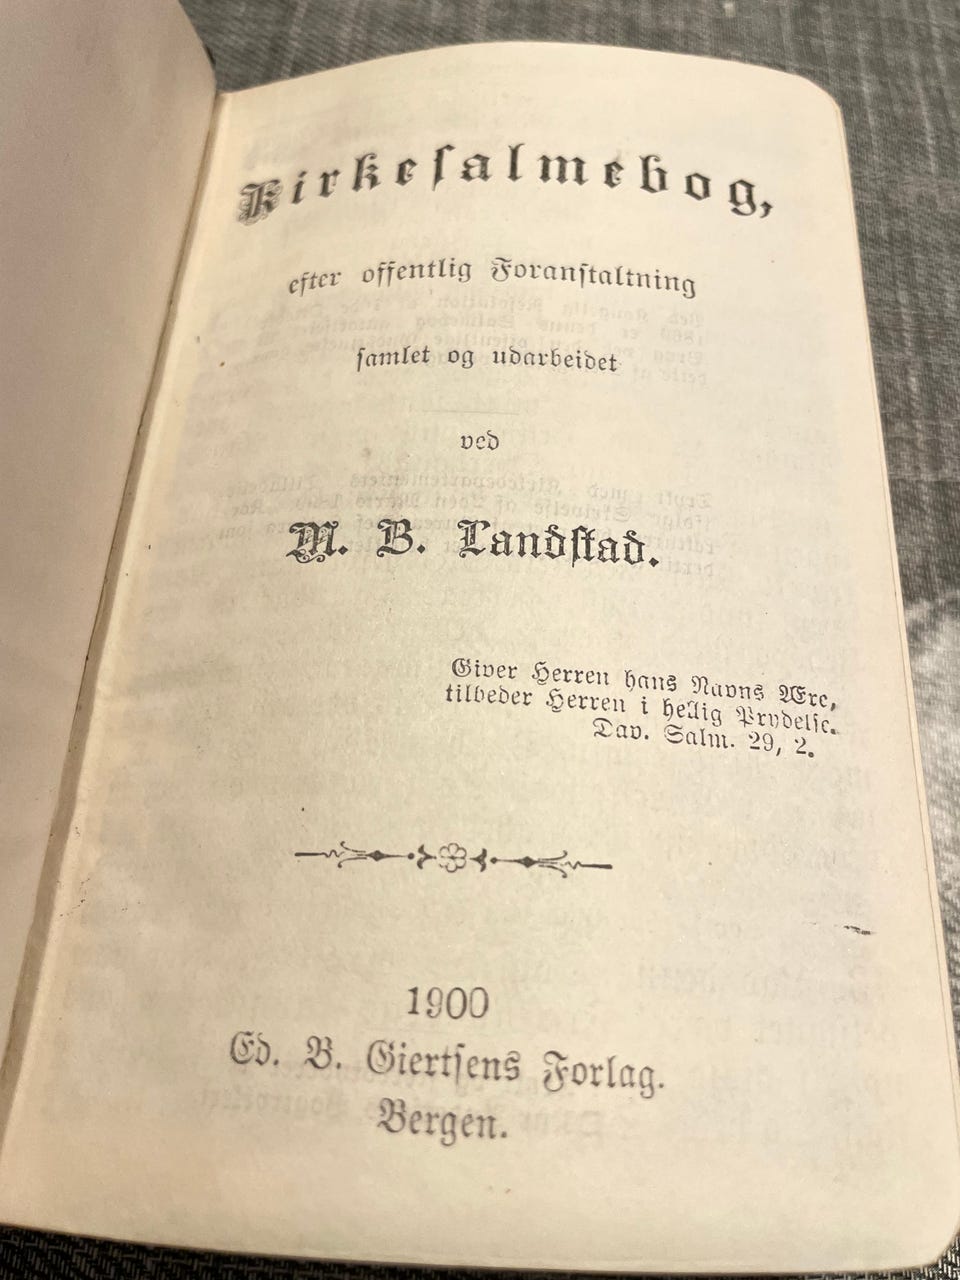 Kirkeſalmebog,
efter offentlig Foranſtaltning
ſamlet og udarbeidet
ved
M. B. Landſtad.
Giver Herren hans Navns Ære,
tilbeder Herren i hellig Prydelſe.
Dav. Salm. 29, 2.
1900
Ed. B. Giertſens Forlag.
Bergen.